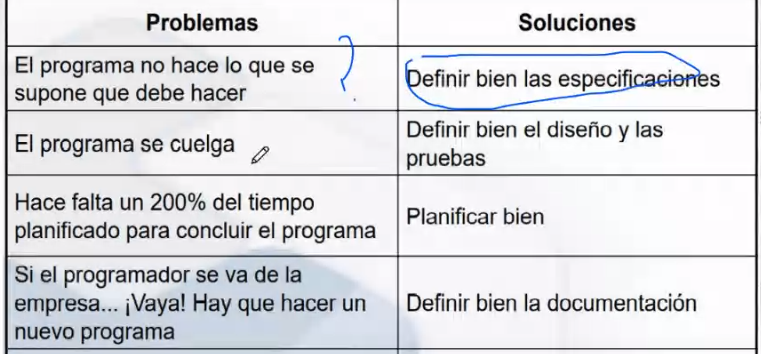 Problemas
Soluciones
El programa no hace lo que se
supone que debe hacer
Definir bien las especificaciones
El programa se cuelga
Definir bien el diseño y las
pruebas
Hace falta un 200% del tiempo
planificado para concluir el programa
Planificar bien
Si el programador se va de la
empresa... ¡Vaya! Hay que hacer un
nuevo programa
Definir bien la documentación